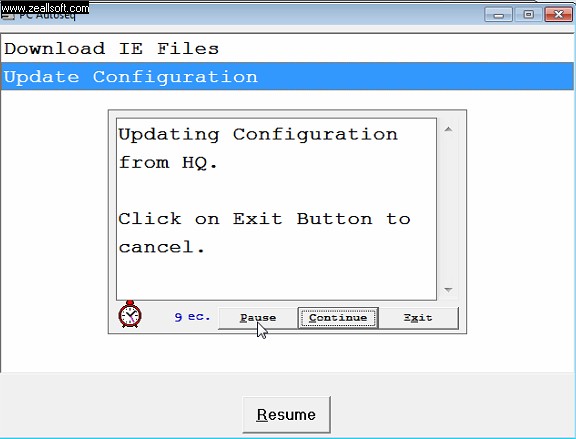 www.zeallsoft.com
PC Autoseq
Download IE Files
Update Configuration
Updating Configuration
from HQ.
Click on Exit Button to
cancel.
9 ec. Pause Continue Exit
Resume